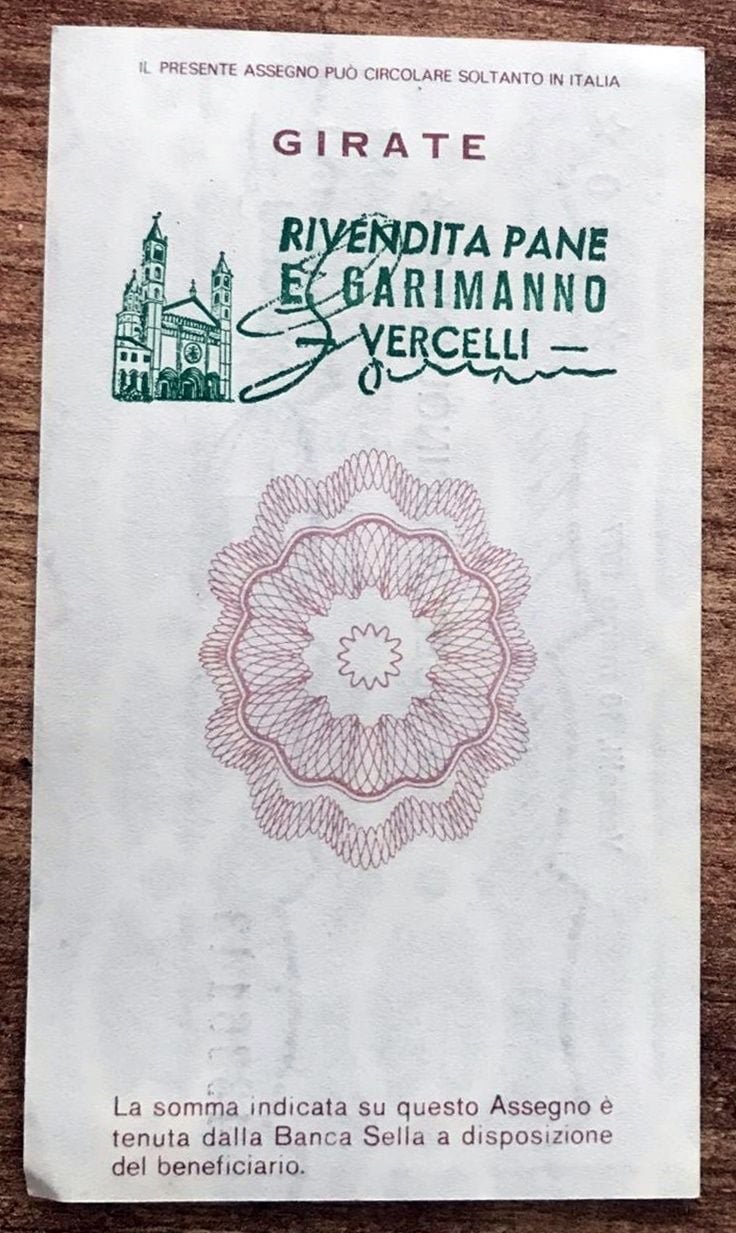 IL PRESENTE ASSEGNO PUÒ CIRCOLARE SOLTANTO IN ITALIA
GIRATE
RIVENDITA PANE
E GARIMANNO
— VERCELLI —
La somma indicata su questo Assegno è
tenuta dalla Banca Sella a disposizione
del beneficiario.